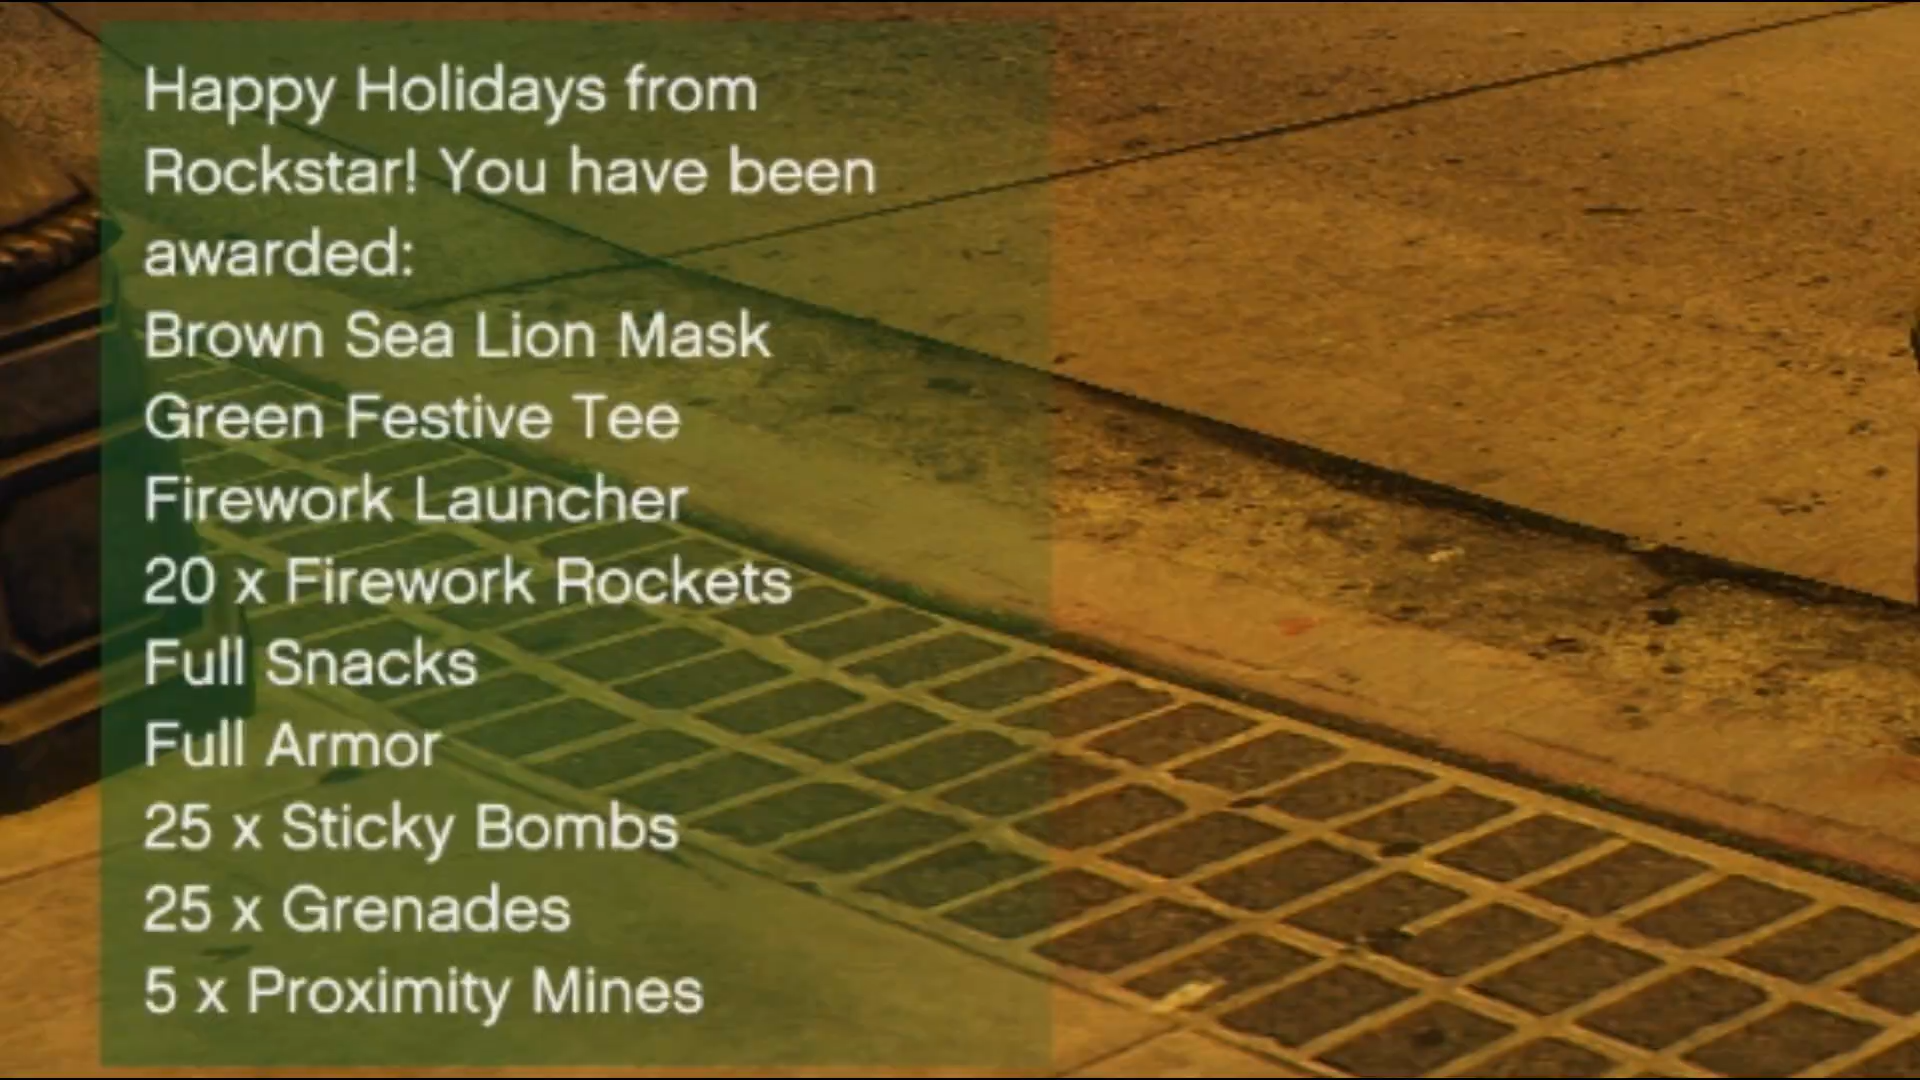 Happy Holidays from
Rockstar! You have been
awarded:
Brown Sea Lion Mask
Green Festive Tee
Firework Launcher
20 x Firework Rockets
Full Snacks
Full Armor
25 x Sticky Bombs
25 x Grenades
5 x Proximity Mines